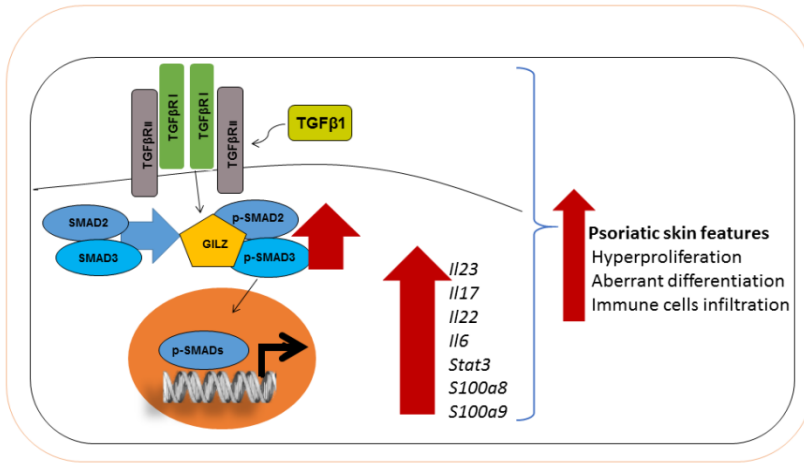 TGFβRII
TGFβRI
TGFβRI
TGFβRII
TGFβ1
SMAD2
SMAD3
GILZ
p-SMAD2
p-SMAD3
p-SMADs
Il23
Il17
Il22
Il6
Stat3
S100a8
S100a9
Psoriatic skin features
Hyperproliferation
Aberrant differentiation
Immune cells infiltration